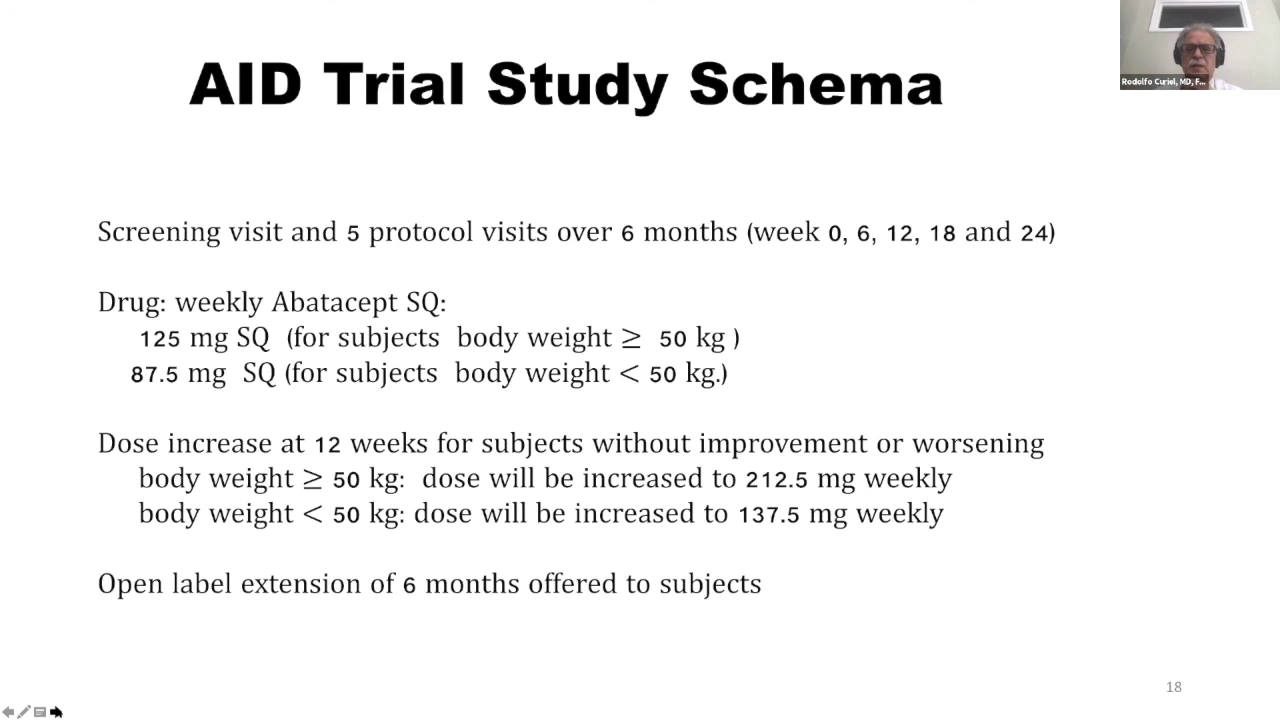 AID Trial Study Schema
Rodolfo Curiel, MD, F...
Screening visit and 5 protocol visits over 6 months (week 0, 6, 12, 18 and 24)
Drug: weekly Abatacept SQ:
125 mg SQ (for subjects body weight ≥ 50 kg )
87.5 mg SQ (for subjects body weight < 50 kg.)
Dose increase at 12 weeks for subjects without improvement or worsening
body weight ≥ 50 kg: dose will be increased to 212.5 mg weekly
body weight < 50 kg: dose will be increased to 137.5 mg weekly
Open label extension of 6 months offered to subjects
18